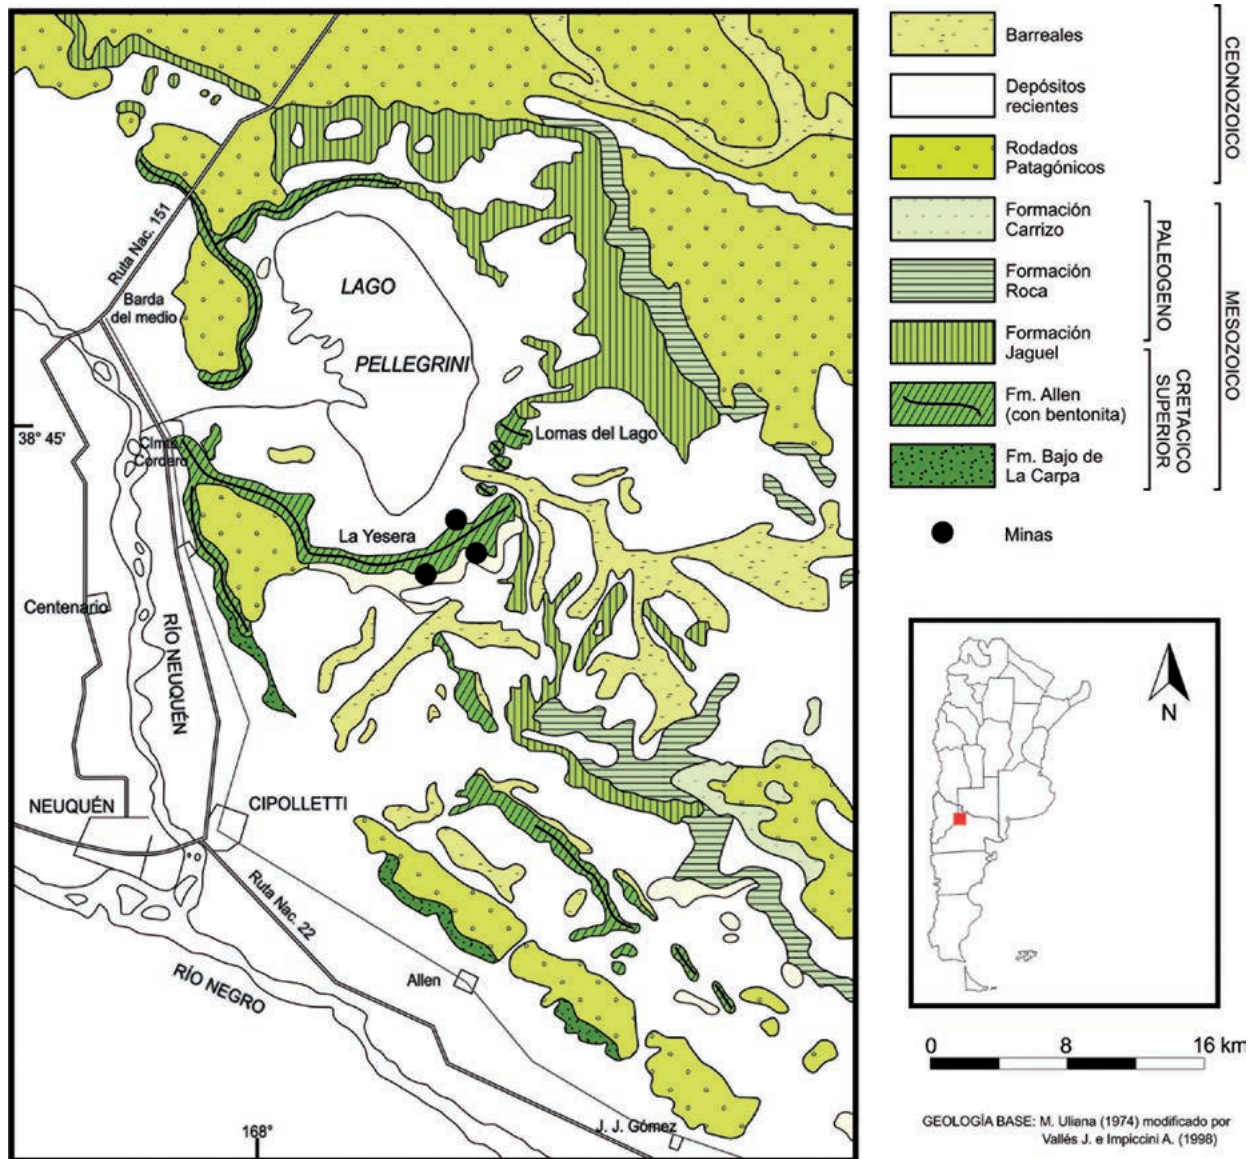 Ruta Nac. 151
Barda
del medio
LAGO
PELLEGRINI
38° 45'
Clmte.
Cordero
Lomas del Lago
La Yesera
Centenario
RÍO NEUQUÉN
NEUQUÉN
CIPOLLETTI
Ruta Nac. 22
RÍO NEGRO
Allen
J. J. Gómez
168°
Barreales
Depósitos
recientes
Rodados
Patagónicos
Formación
Carrizo
Formación
Roca
Formación
Jaguel
Fm. Allen
(con bentonita)
Fm. Bajo de
La Carpa
Minas
CEONOZOICO
PALEOGENO
MESOZOICO
CRETACICO
SUPERIOR
N
0 8 16 km
GEOLOGÍA BASE: M. Uliana (1974) modificado por
Vallés J. e Impiccini A. (1998)